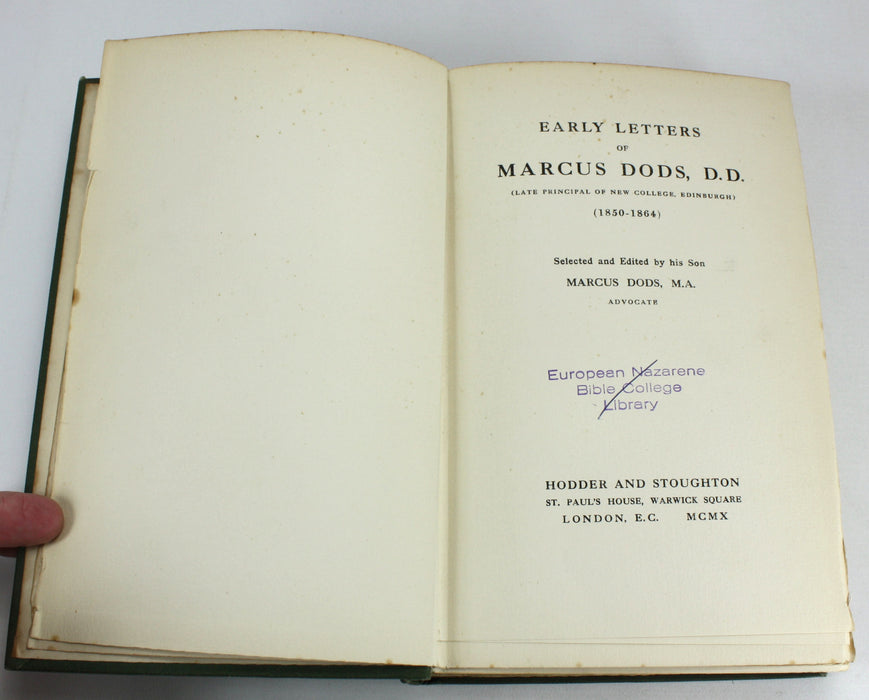 EARLY LETTERS
OF
MARCUS DODS, D.D.
(LATE PRINCIPAL OF NEW COLLEGE, EDINBURGH)
(1850-1864)
Selected and Edited by his Son
MARCUS DODS, M.A.
ADVOCATE
European Nazarene
Bible College
Library
HODDER AND STOUGHTON
ST. PAUL'S HOUSE, WARWICK SQUARE
LONDON, E.C. MCMX